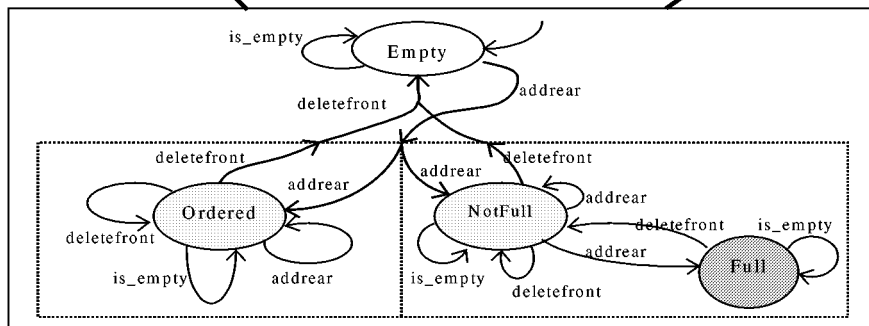 is_empty
Empty
deletefront
addrear
deletefront
addrear
addrear
deletefront
Ordered
NotFull
addrear
deletefront
deletefront
is_empty
addrear
Full
is_empty
addrear
is_empty
deletefront